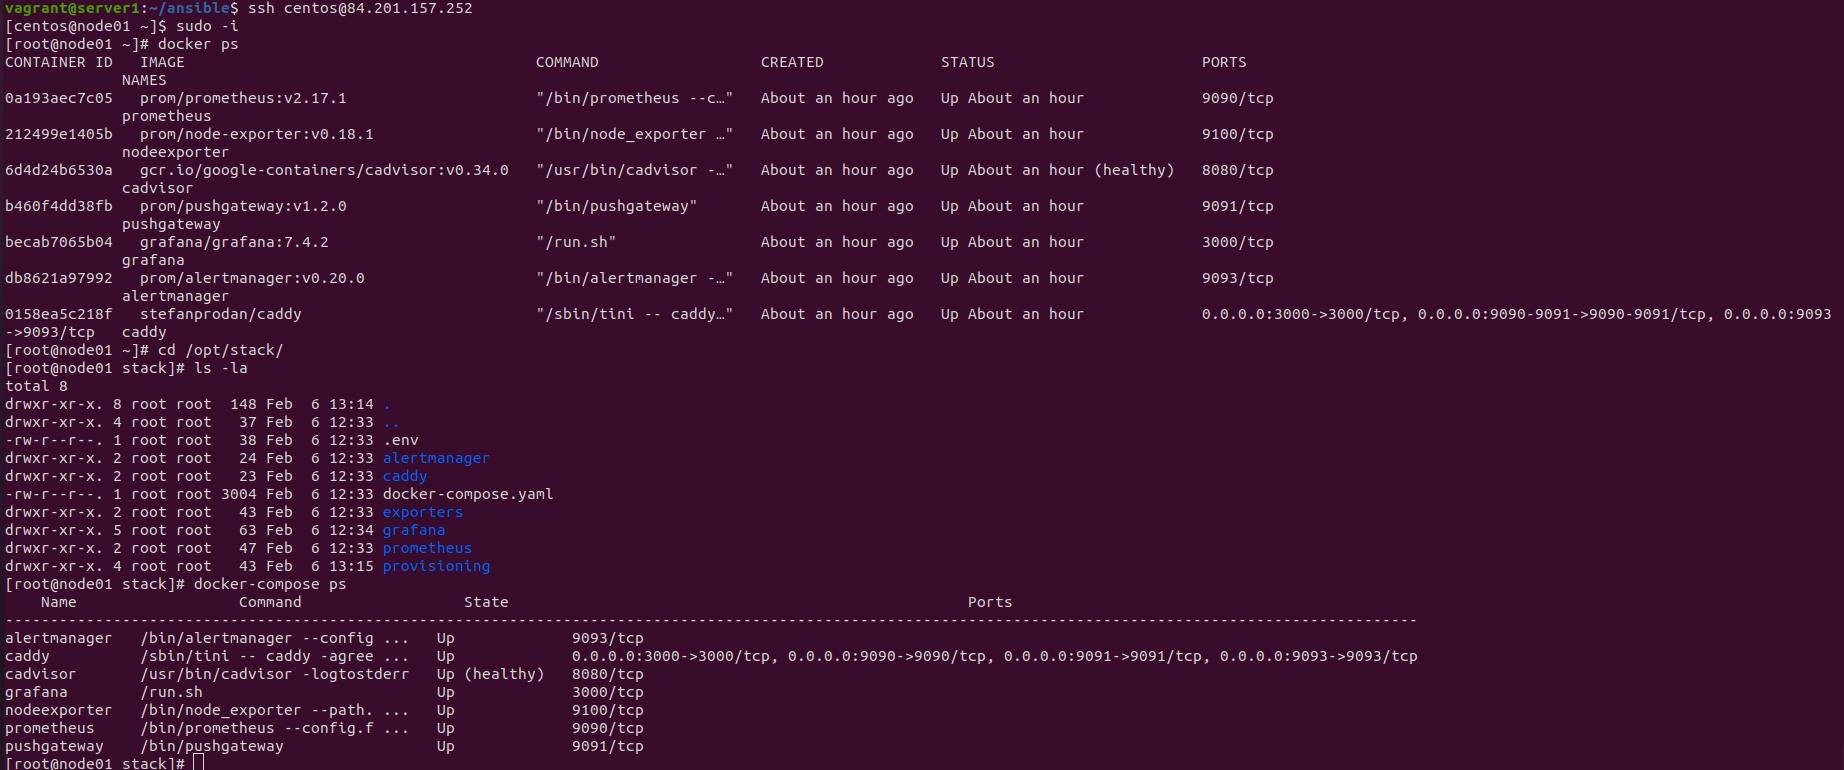 vagrant@server1:~/ansible$ ssh centos@84.201.157.252
[centos@node01 ~]$ sudo -i
[root@node01 ~]# docker ps
CONTAINER ID   IMAGE                                       COMMAND                  CREATED             STATUS                       PORTS
             NAMES
0a193aec7c05   prom/prometheus:v2.17.1                     "/bin/prometheus --c…"   About an hour ago   Up About an hour             9090/tcp
             prometheus
212499e1405b   prom/node-exporter:v0.18.1                  "/bin/node_exporter …"   About an hour ago   Up About an hour             9100/tcp
             nodeexporter
6d4d24b6530a   gcr.io/google-containers/cadvisor:v0.34.0   "/usr/bin/cadvisor -…"   About an hour ago   Up About an hour (healthy)   8080/tcp
             cadvisor
b460f4dd38fb   prom/pushgateway:v1.2.0                     "/bin/pushgateway"       About an hour ago   Up About an hour             9091/tcp
             pushgateway
becab7065b04   grafana/grafana:7.4.2                       "/run.sh"                About an hour ago   Up About an hour             3000/tcp
             grafana
db8621a97992   prom/alertmanager:v0.20.0                   "/bin/alertmanager -…"   About an hour ago   Up About an hour             9093/tcp
             alertmanager
0158ea5c218f   stefanprodan/caddy                          "/sbin/tini -- caddy…"   About an hour ago   Up About an hour             0.0.0.0:3000->3000/tcp, 0.0.0.0:9090-9091->9090-9091/tcp, 0.0.0.0:9093
->9093/tcp   caddy
[root@node01 ~]# cd /opt/stack/
[root@node01 stack]# ls -la
total 8
drwxr-xr-x. 8 root root  148 Feb  6 13:14 .
drwxr-xr-x. 4 root root   37 Feb  6 12:33 ..
-rw-r--r--. 1 root root   38 Feb  6 12:33 .env
drwxr-xr-x. 2 root root   24 Feb  6 12:33 alertmanager
drwxr-xr-x. 2 root root   23 Feb  6 12:33 caddy
-rw-r--r--. 1 root root 3004 Feb  6 12:33 docker-compose.yaml
drwxr-xr-x. 2 root root   43 Feb  6 12:33 exporters
drwxr-xr-x. 5 root root   63 Feb  6 12:34 grafana
drwxr-xr-x. 2 root root   47 Feb  6 12:33 prometheus
drwxr-xr-x. 4 root root   43 Feb  6 13:15 provisioning
[root@node01 stack]# docker-compose ps
    Name                  Command                  State                                                   Ports
-------------------------------------------------------------------------------------------------------------------------------------------------------------
alertmanager   /bin/alertmanager --config ...   Up             9093/tcp
caddy          /sbin/tini -- caddy -agree ...   Up             0.0.0.0:3000->3000/tcp, 0.0.0.0:9090->9090/tcp, 0.0.0.0:9091->9091/tcp, 0.0.0.0:9093->9093/tcp
cadvisor       /usr/bin/cadvisor -logtostderr   Up (healthy)   8080/tcp
grafana        /run.sh                          Up             3000/tcp
nodeexporter   /bin/node_exporter --path. ...   Up             9100/tcp
prometheus     /bin/prometheus --config.f ...   Up             9090/tcp
pushgateway    /bin/pushgateway                 Up             9091/tcp
[root@node01 stack]#